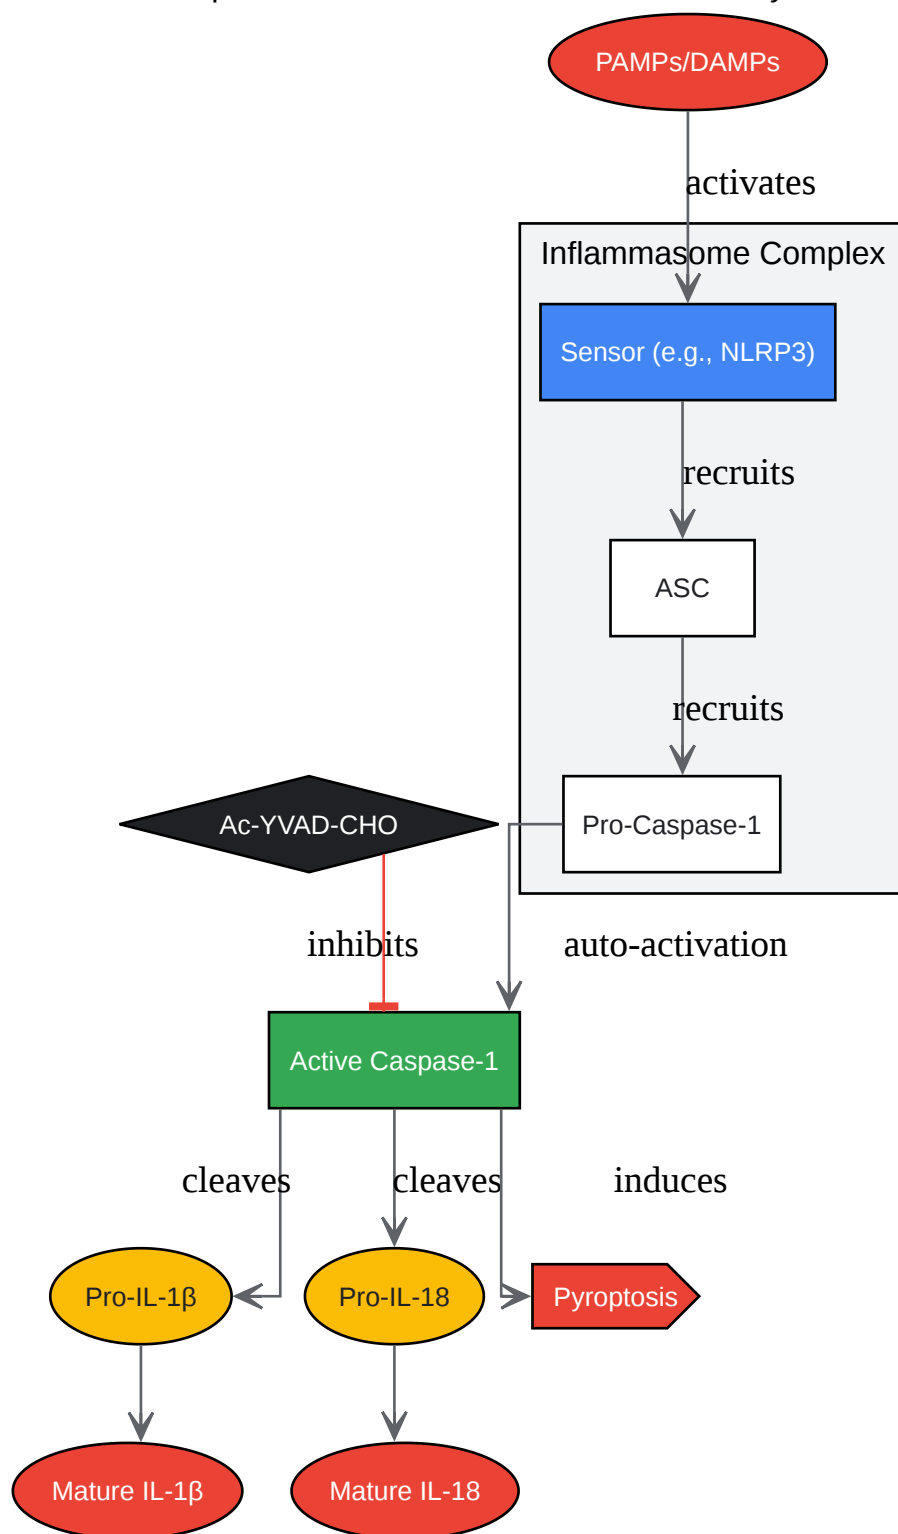 PAMPs/DAMPs
activates
Inflammasome Complex
Sensor (e.g., NLRP3)
recruits
ASC
recruits
Ac-YVAD-CHO
Pro-Caspase-1
inhibits
auto-activation
Active Caspase-1
cleaves
cleaves
induces
Pro-IL-1β
Pro-IL-18
Pyroptosis
Mature IL-1β
Mature IL-18